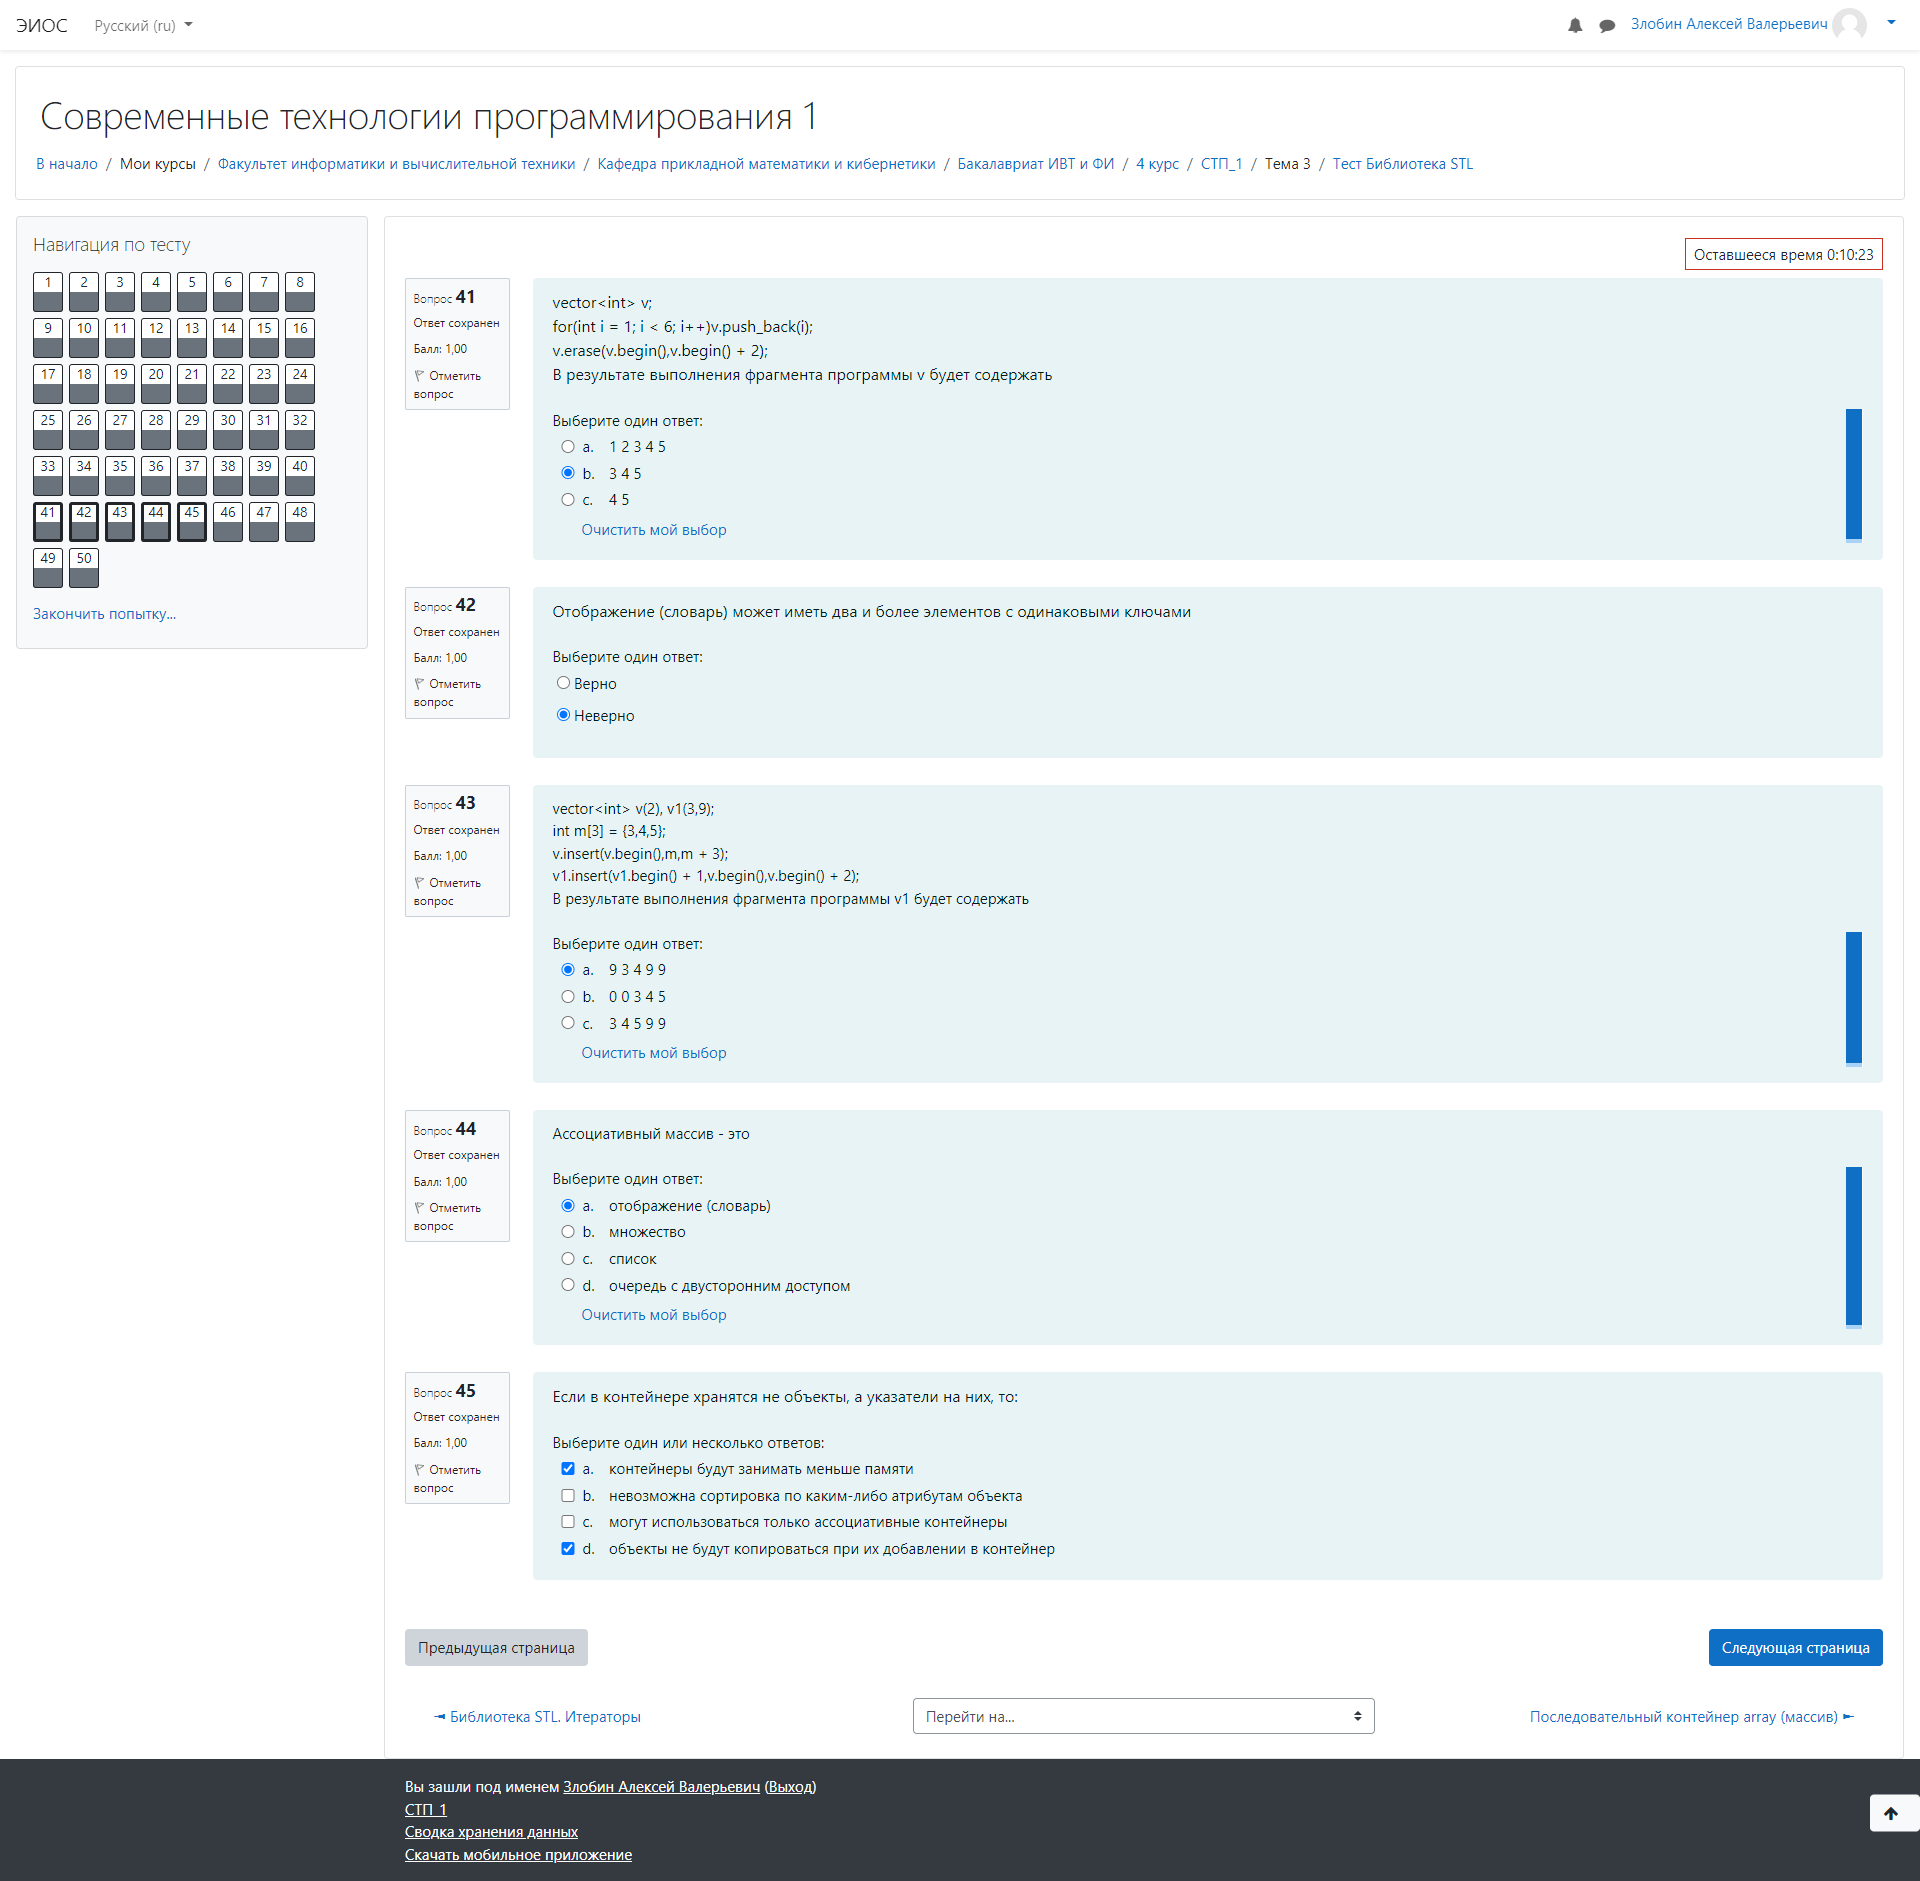 ЭИОС Русский (ru) Злобин Алексей Валерьевич
Современные технологии программирования 1
В начало / Мои курсы / Факультет информатики и вычислительной техники / Кафедра прикладной математики и кибернетики / Бакалавриат ИВТ и ФИ / 4 курс / СТП_1 / Тема 3 / Тест Библиотека STL
Навигация по тесту
1 2 3 4 5 6 7 8
9 10 11 12 13 14 15 16
17 18 19 20 21 22 23 24
25 26 27 28 29 30 31 32
33 34 35 36 37 38 39 40
41 42 43 44 45 46 47 48
49 50
Закончить попытку...
Оставшееся время 0:10:23
Вопрос 41
Ответ сохранен
Балл: 1,00
Отметить
вопрос
vector<int> v;
for(int i = 1; i < 6; i++)v.push_back(i);
v.erase(v.begin(),v.begin() + 2);
В результате выполнения фрагмента программы v будет содержать
Выберите один ответ:
a. 1 2 3 4 5
b. 3 4 5
c. 4 5
Очистить мой выбор
Вопрос 42
Ответ сохранен
Балл: 1,00
Отметить
вопрос
Отображение (словарь) может иметь два и более элементов с одинаковыми ключами
Выберите один ответ:
Верно
Неверно
Вопрос 43
Ответ сохранен
Балл: 1,00
Отметить
вопрос
vector<int> v(2), v1(3,9);
int m[3] = {3,4,5};
v.insert(v.begin(),m,m + 3);
v1.insert(v1.begin() + 1,v.begin(),v.begin() + 2);
В результате выполнения фрагмента программы v1 будет содержать
Выберите один ответ:
a. 9 3 4 9 9
b. 0 0 3 4 5
c. 3 4 5 9 9
Очистить мой выбор
Вопрос 44
Ответ сохранен
Балл: 1,00
Отметить
вопрос
Ассоциативный массив - это
Выберите один ответ:
a. отображение (словарь)
b. множество
c. список
d. очередь с двусторонним доступом
Очистить мой выбор
Вопрос 45
Ответ сохранен
Балл: 1,00
Отметить
вопрос
Если в контейнере хранятся не объекты, а указатели на них, то:
Выберите один или несколько ответов:
a. контейнеры будут занимать меньше памяти
b. невозможна сортировка по каким-либо атрибутам объекта
c. могут использоваться только ассоциативные контейнеры
d. объекты не будут копироваться при их добавлении в контейнер
Предыдущая страница Следующая страница
◄ Библиотека STL. Итераторы Перейти на... Последовательный контейнер array (массив) ►
Вы зашли под именем Злобин Алексей Валерьевич (Выход)
СТП_1
Сводка хранения данных
Скачать мобильное приложение